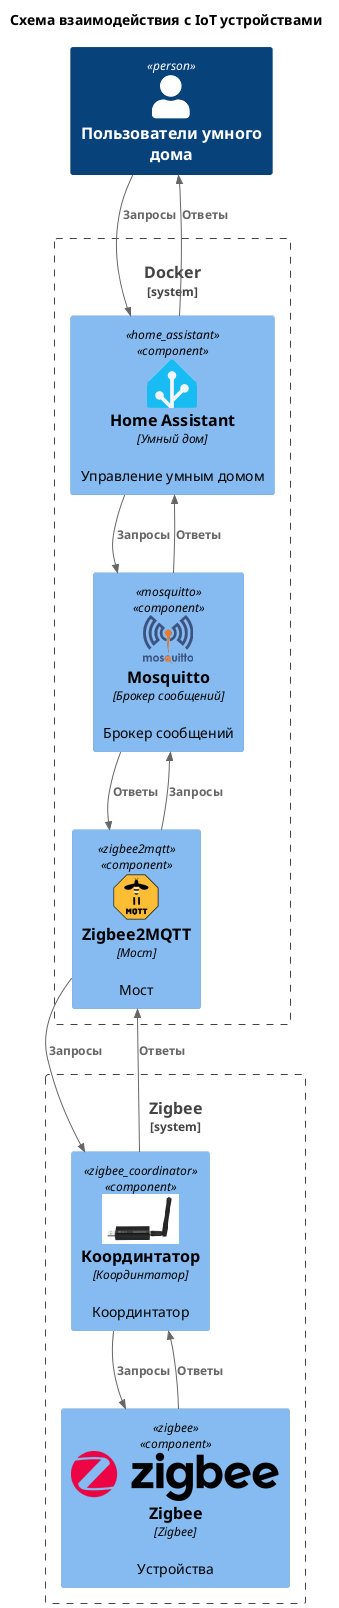 Схема взаимодействия с IoT устройствами
«person»
Пользователи умного
дома
Запросы
Ответы
Docker
[system]
«home_assistant»
«component»
Home Assistant
[Умный дом]
Управление умным домом
Запросы
Ответы
«mosquitto»
«component»
mosquitto
Mosquitto
[Брокер сообщений]
Брокер сообщений
Ответы
Запросы
«zigbee2mqtt»
«component»
MQTT
Zigbee2MQTT
[Мост]
Мост
Запросы
Ответы
Zigbee
[system]
«zigbee_coordinator»
«component»
Координтатор
[Координтатор]
Координтатор
Запросы
Ответы
«zigbee»
«component»
zigbee
Zigbee
[Zigbee]
Устройства